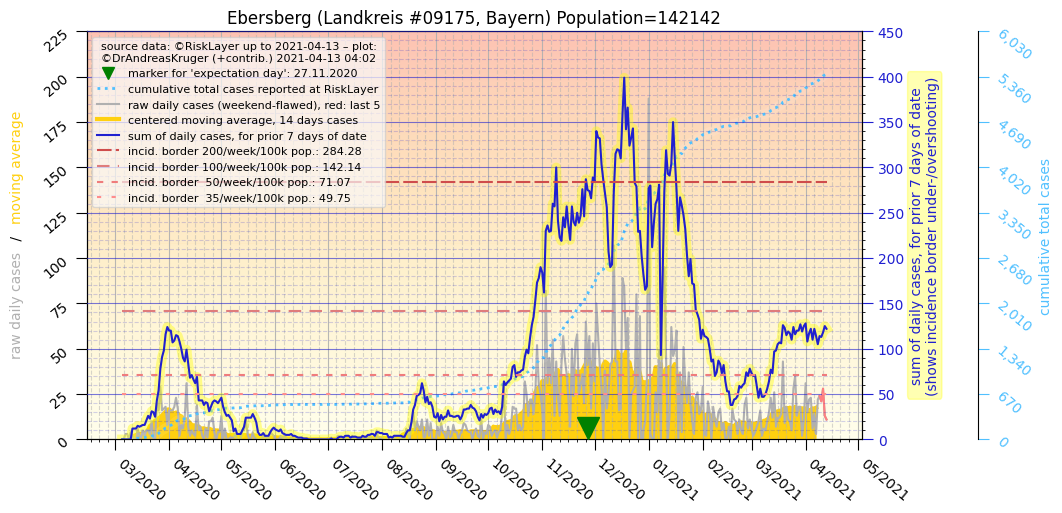 Ebersberg (Landkreis #09175, Bayern) Population=142142
source data: ©RiskLayer up to 2021-04-13 – plot:
©DrAndreasKruger (+contrib.) 2021-04-13 04:02
marker for 'expectation day': 27.11.2020
cumulative total cases reported at RiskLayer
raw daily cases (weekend-flawed), red: last 5
centered moving average, 14 days cases
sum of daily cases, for prior 7 days of date
incid. border 200/week/100k pop.: 284.28
incid. border 100/week/100k pop.: 142.14
incid. border  50/week/100k pop.: 71.07
incid. border  35/week/100k pop.: 49.75
raw daily cases  /  moving average
225
200
175
150
125
100
75
50
25
0
03/2020
04/2020
05/2020
06/2020
07/2020
08/2020
09/2020
10/2020
11/2020
12/2020
01/2021
02/2021
03/2021
04/2021
05/2021
450
400
350
300
250
200
150
100
50
0
sum of daily cases, for prior 7 days of date
(shows incidence border under-/overshooting)
6,030
5,360
4,690
4,020
3,350
2,680
2,010
1,340
670
0
cumulative total cases